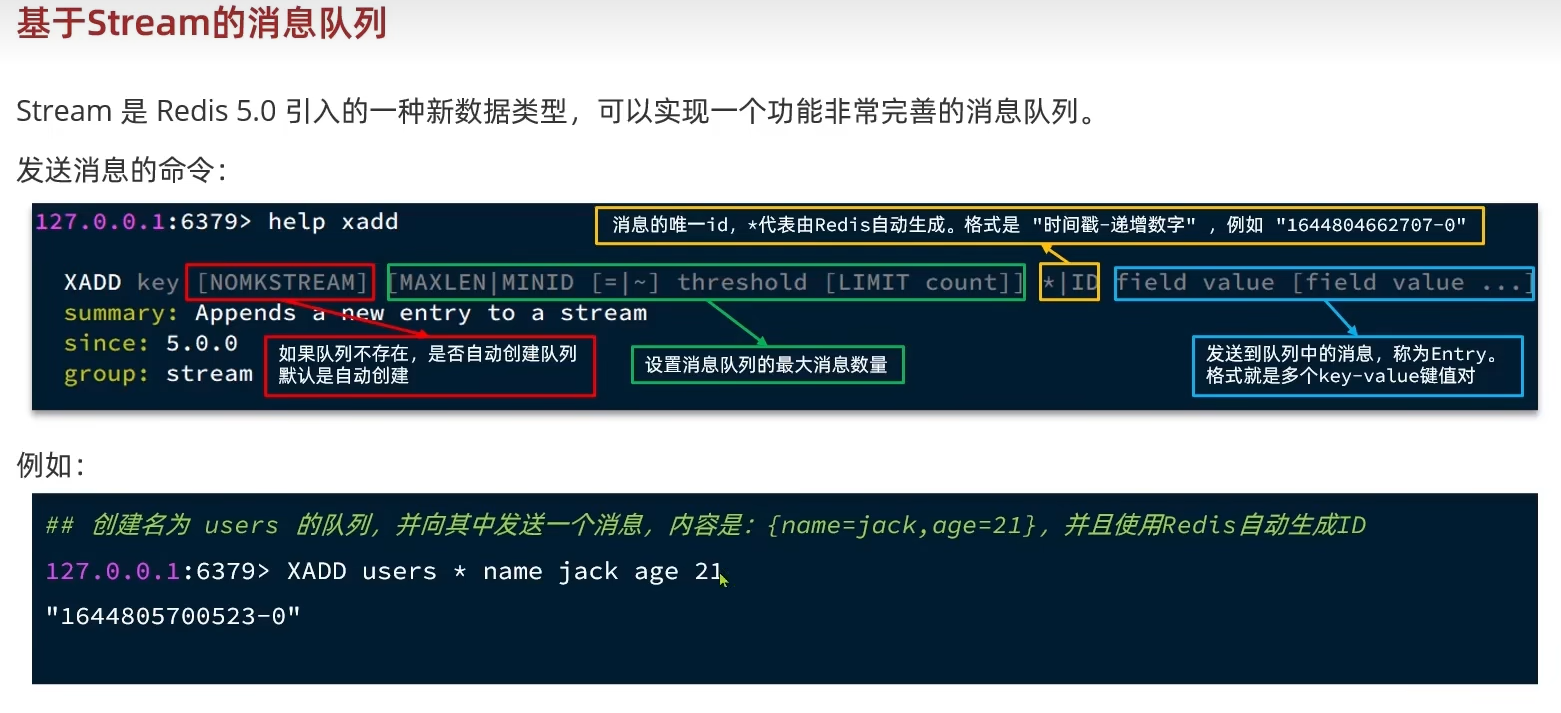 基于Stream的消息队列
Stream 是 Redis 5.0 引入的一种新数据类型，可以实现一个功能非常完善的消息队列。
发送消息的命令：
127.0.0.1:6379> help xadd
消息的唯一id，*代表由Redis自动生成。格式是 "时间戳-递增数字" ，例如 "1644804662707-0"
XADD key [NOMKSTREAM] [MAXLEN|MINID [=|~] threshold [LIMIT count]] *|ID field value [field value ...]
summary: Appends a new entry to a stream
since: 5.0.0
group: stream
如果队列不存在，是否自动创建队列
默认是自动创建
设置消息队列的最大消息数量
发送到队列中的消息，称为Entry。
格式就是多个key-value键值对
例如：
## 创建名为 users 的队列，并向其中发送一个消息，内容是：{name=jack,age=21}，并且使用Redis自动生成ID
127.0.0.1:6379> XADD users * name jack age 21
"1644805700523-0"